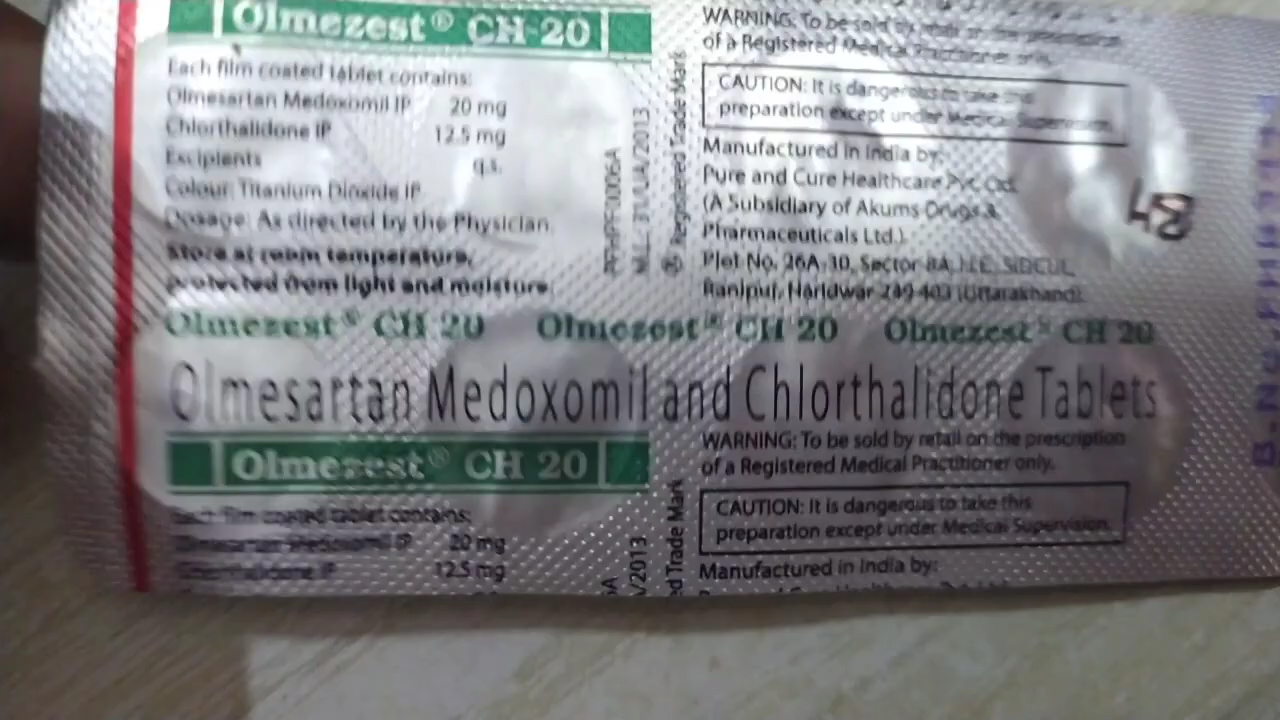 Olmezest® CH 20
Each film coated tablet contains:
Olmesartan Medoxomil IP 20 mg
Chlorthalidone IP 12.5 mg
Excipients q.s.
Colour: Titanium Dioxide IP
Dosage: As directed by the Physician
Store at room temperature,
protected from light and moisture.
M.L. 31/UA/2013
® Registered Trade Mark
WARNING: To be sold by retail on the prescription
of a Registered Medical Practitioner only.
CAUTION: It is dangerous to take this
preparation except under Medical Supervision.
Manufactured in India by:
Pure and Cure Healthcare Pvt. Ltd.
(A Subsidiary of Akums Drugs &
Pharmaceuticals Ltd.)
Plot No. 26A-30, Sector-8A, I.I.E., SIDCUL,
Ranipur, Haridwar-249 403 (Uttarakhand)
Olmezest® CH 20 Olmezest® CH 20 Olmezest® CH 20
Olmesartan Medoxomil and Chlorthalidone Tablets
Olmezest® CH 20
Each film coated tablet contains:
Olmesartan Medoxomil IP 20 mg
Chlorthalidone IP 12.5 mg
/2013
ed Trade Mark
WARNING: To be sold by retail on the prescription
of a Registered Medical Practitioner only.
CAUTION: It is dangerous to take this
preparation except under Medical Supervision.
Manufactured in India by: